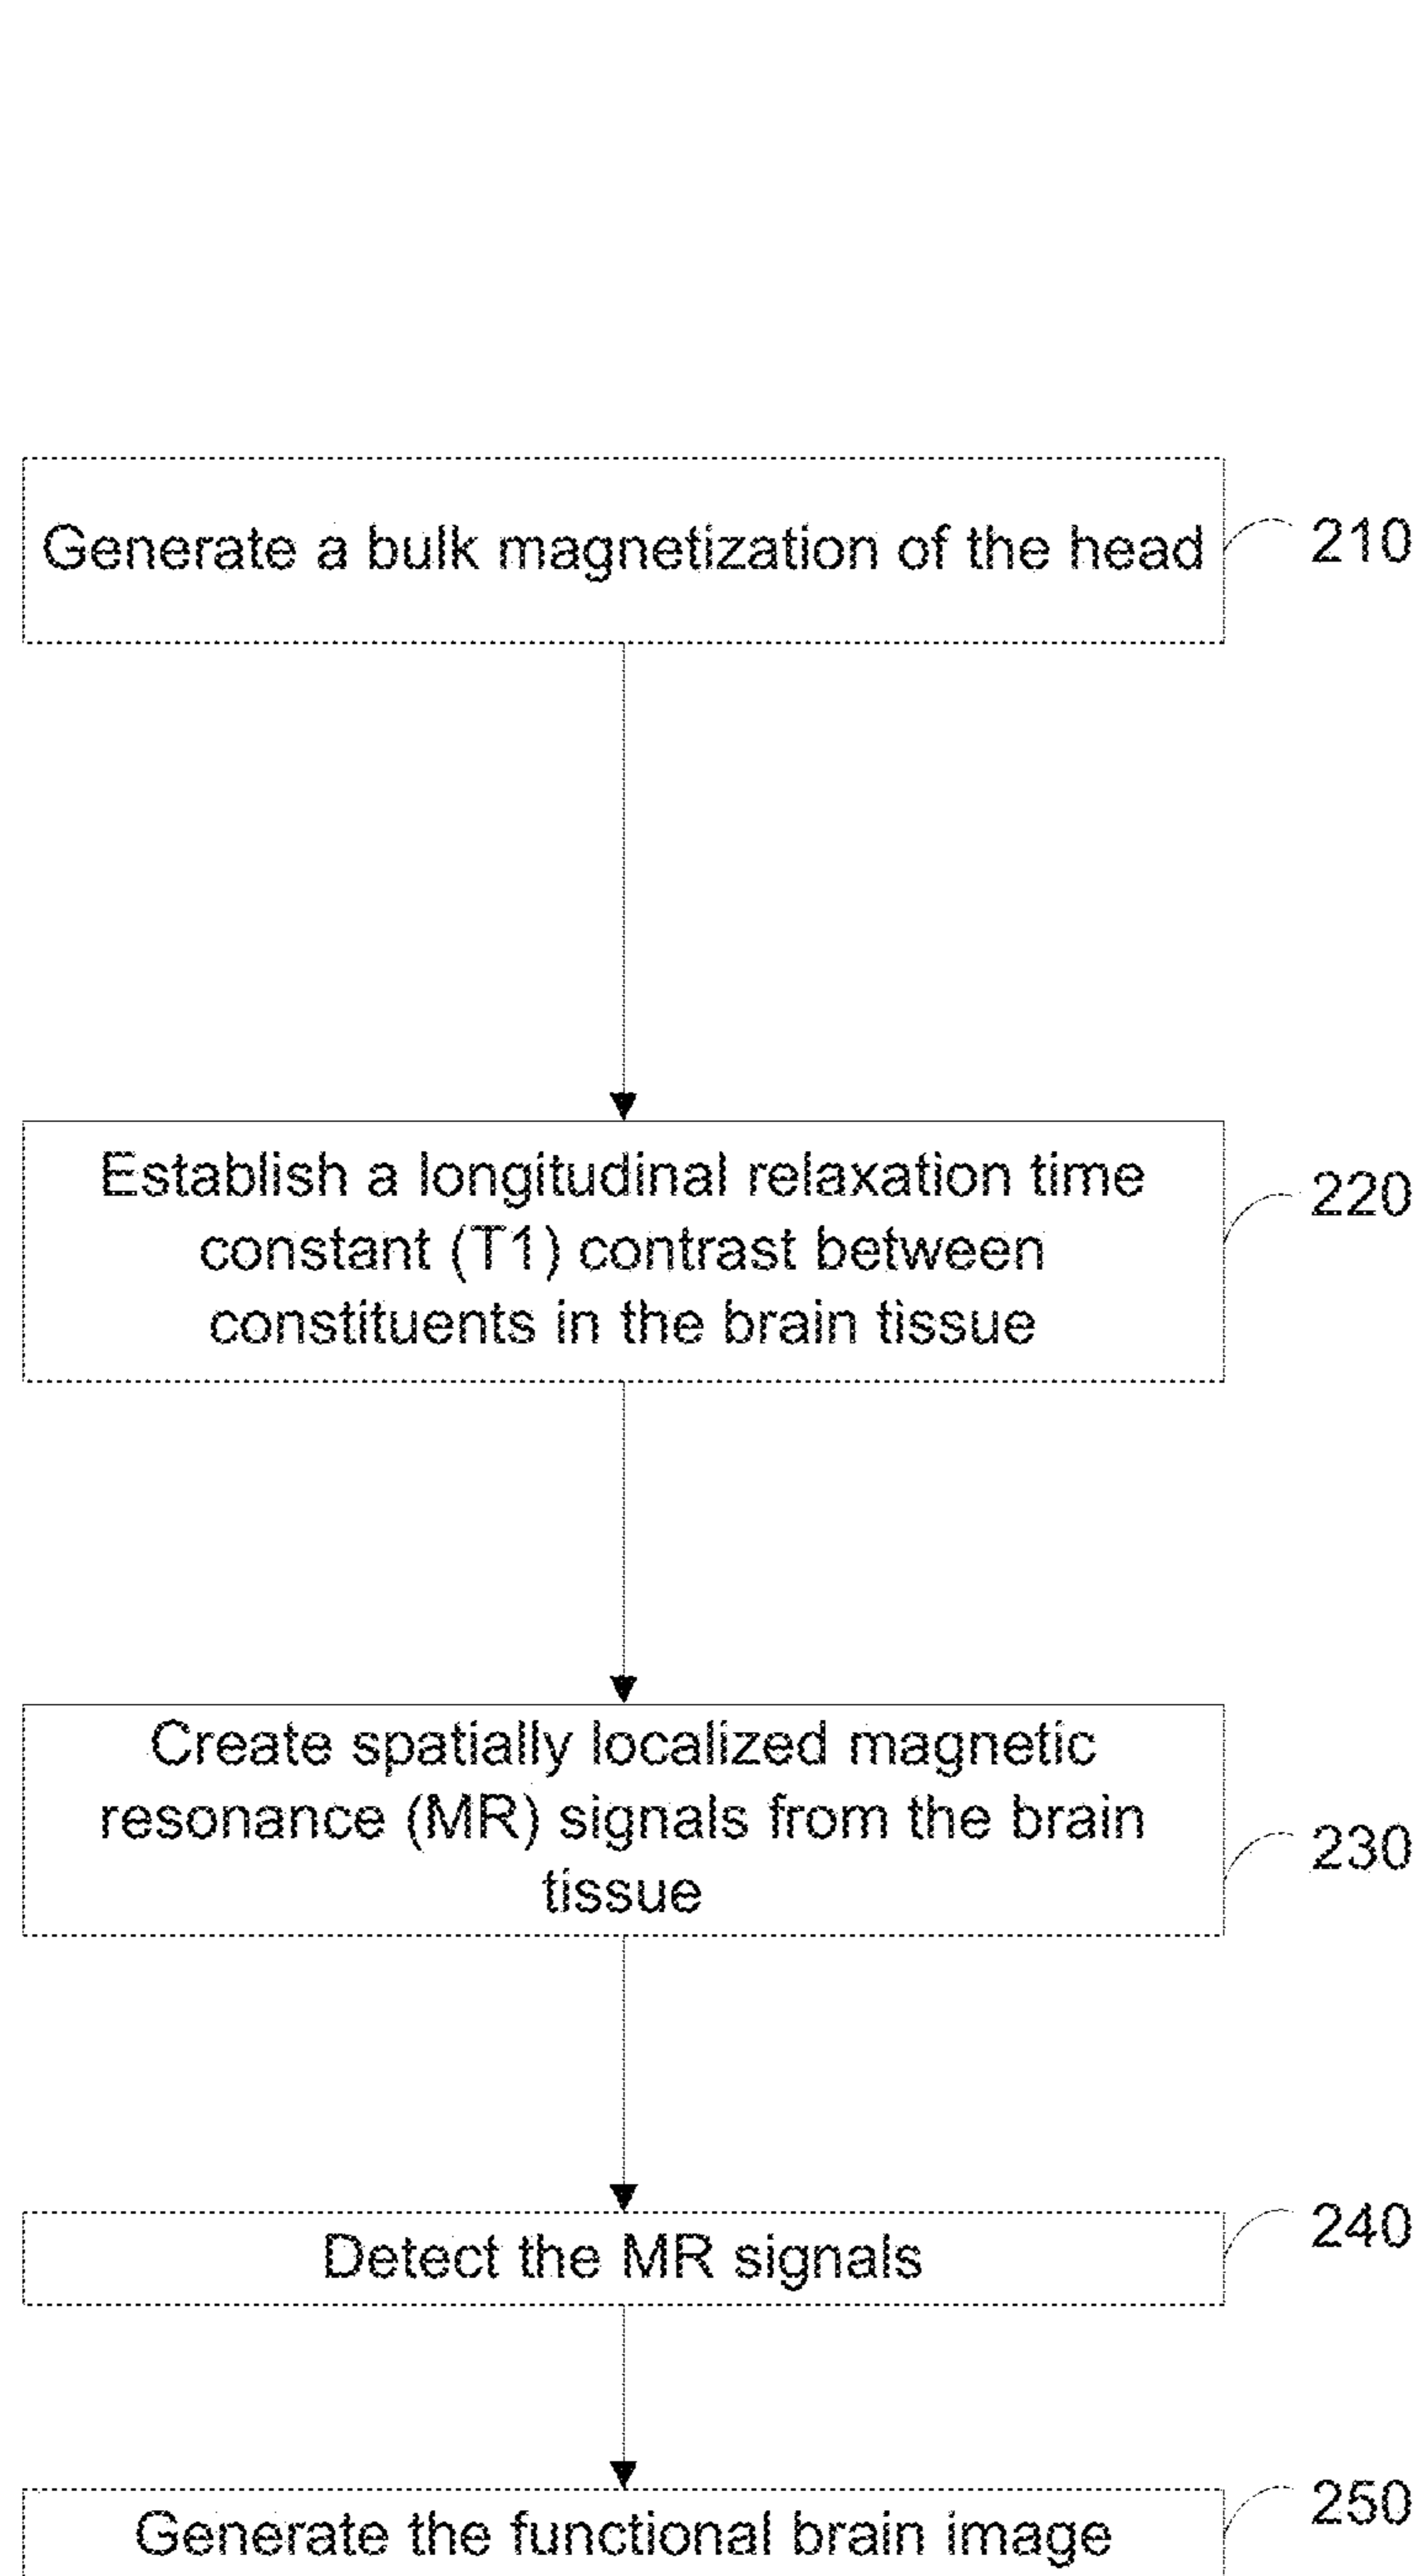 Generate a bulk magnetization of the head
210
Establish a longitudinal relaxation time
constant (T1) contrast between
constituents in the brain tissue
220
Create spatially localized magnetic
resonance (MR) signals from the brain
tissue
230
Detect the MR signals
240
Generate the functional brain image
250